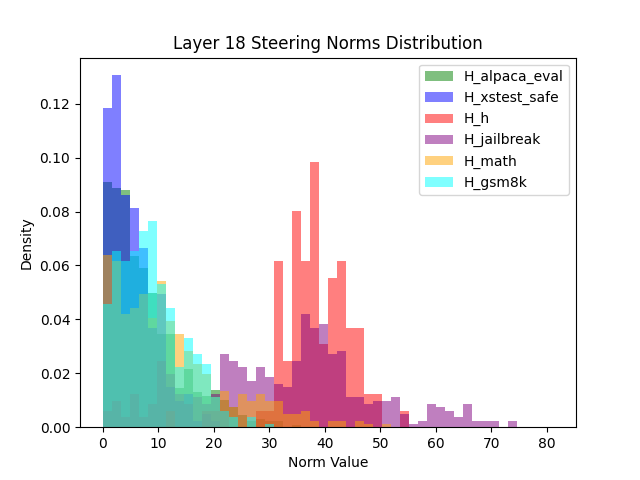 Layer 18 Steering Norms Distribution
H_alpaca_eval
H_xstest_safe
H_h
H_jailbreak
H_math
H_gsm8k
Density
0.12
0.10
0.08
0.06
0.04
0.02
0.00
0 10 20 30 40 50 60 70 80
Norm Value